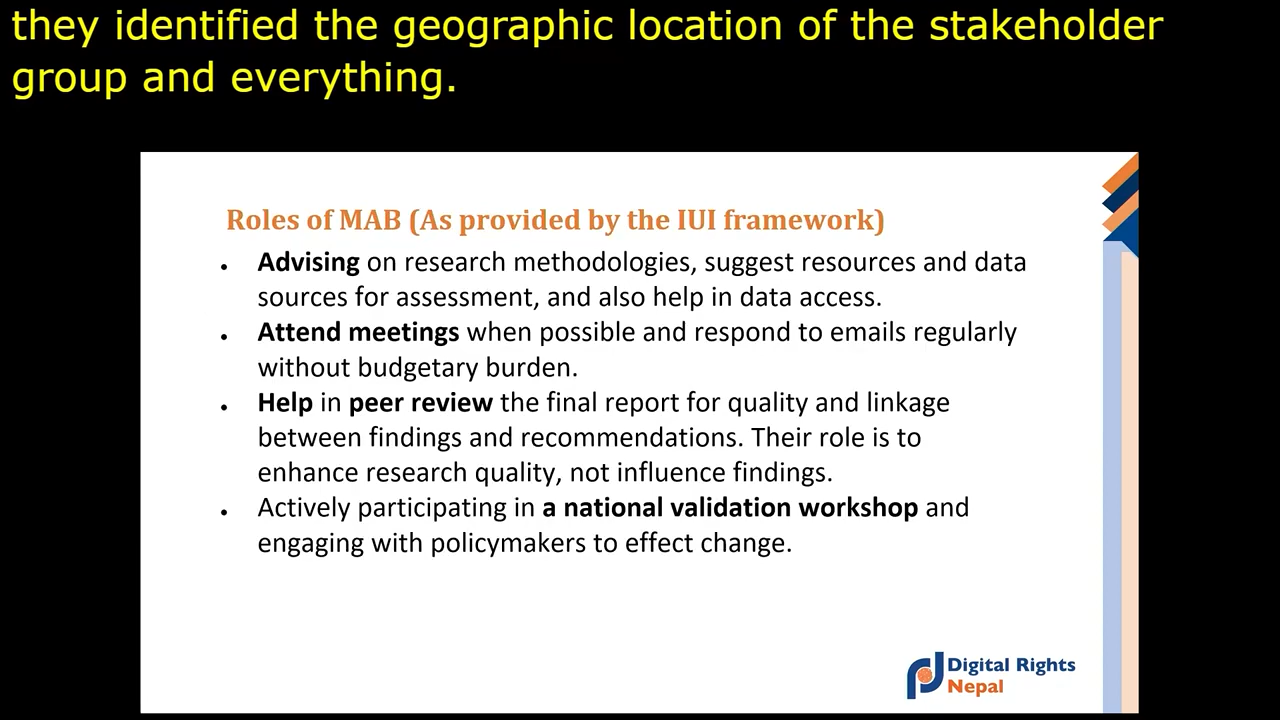 they identified the geographic location of the stakeholder
group and everything.
Roles of MAB (As provided by the IUI framework)
• Advising on research methodologies, suggest resources and data
sources for assessment, and also help in data access.
• Attend meetings when possible and respond to emails regularly
without budgetary burden.
• Help in peer review the final report for quality and linkage
between findings and recommendations. Their role is to
enhance research quality, not influence findings.
• Actively participating in a national validation workshop and
engaging with policymakers to effect change.
Digital Rights
Nepal